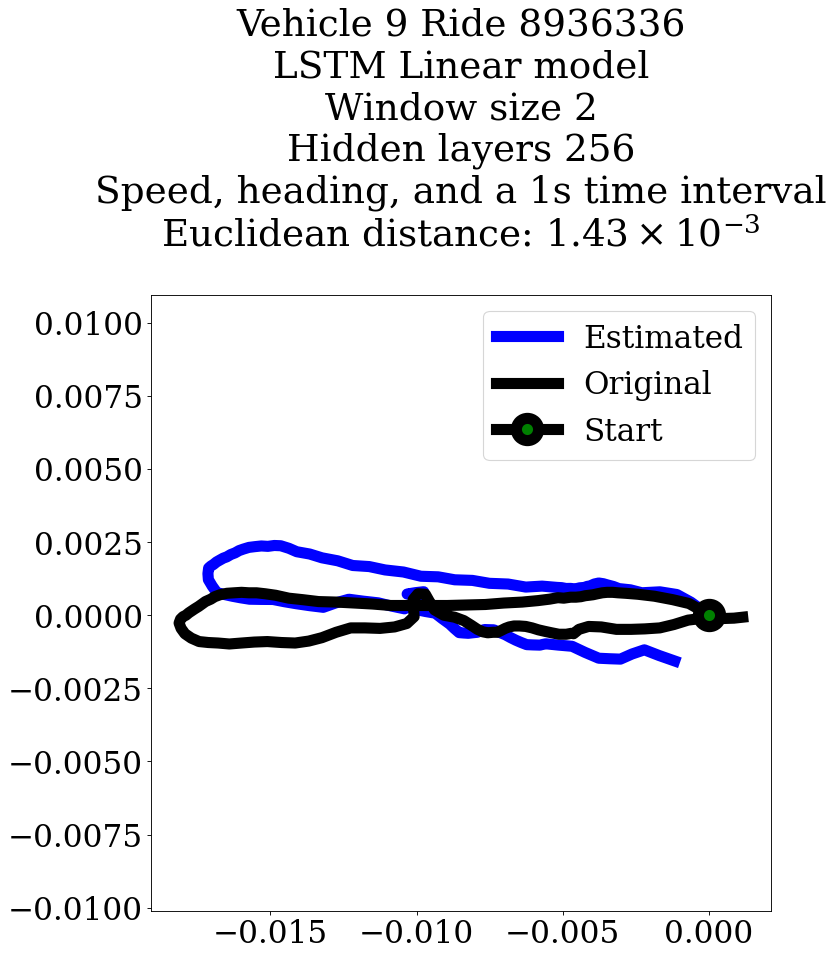 Vehicle 9 Ride 8936336
LSTM Linear model
Window size 2
Hidden layers 256
Speed, heading, and a 1s time interval
Euclidean distance: 1.43 × 10⁻³
Estimated
Original
Start
0.0100
0.0075
0.0050
0.0025
0.0000
−0.0025
−0.0050
−0.0075
−0.0100
−0.015 −0.010 −0.005 0.000